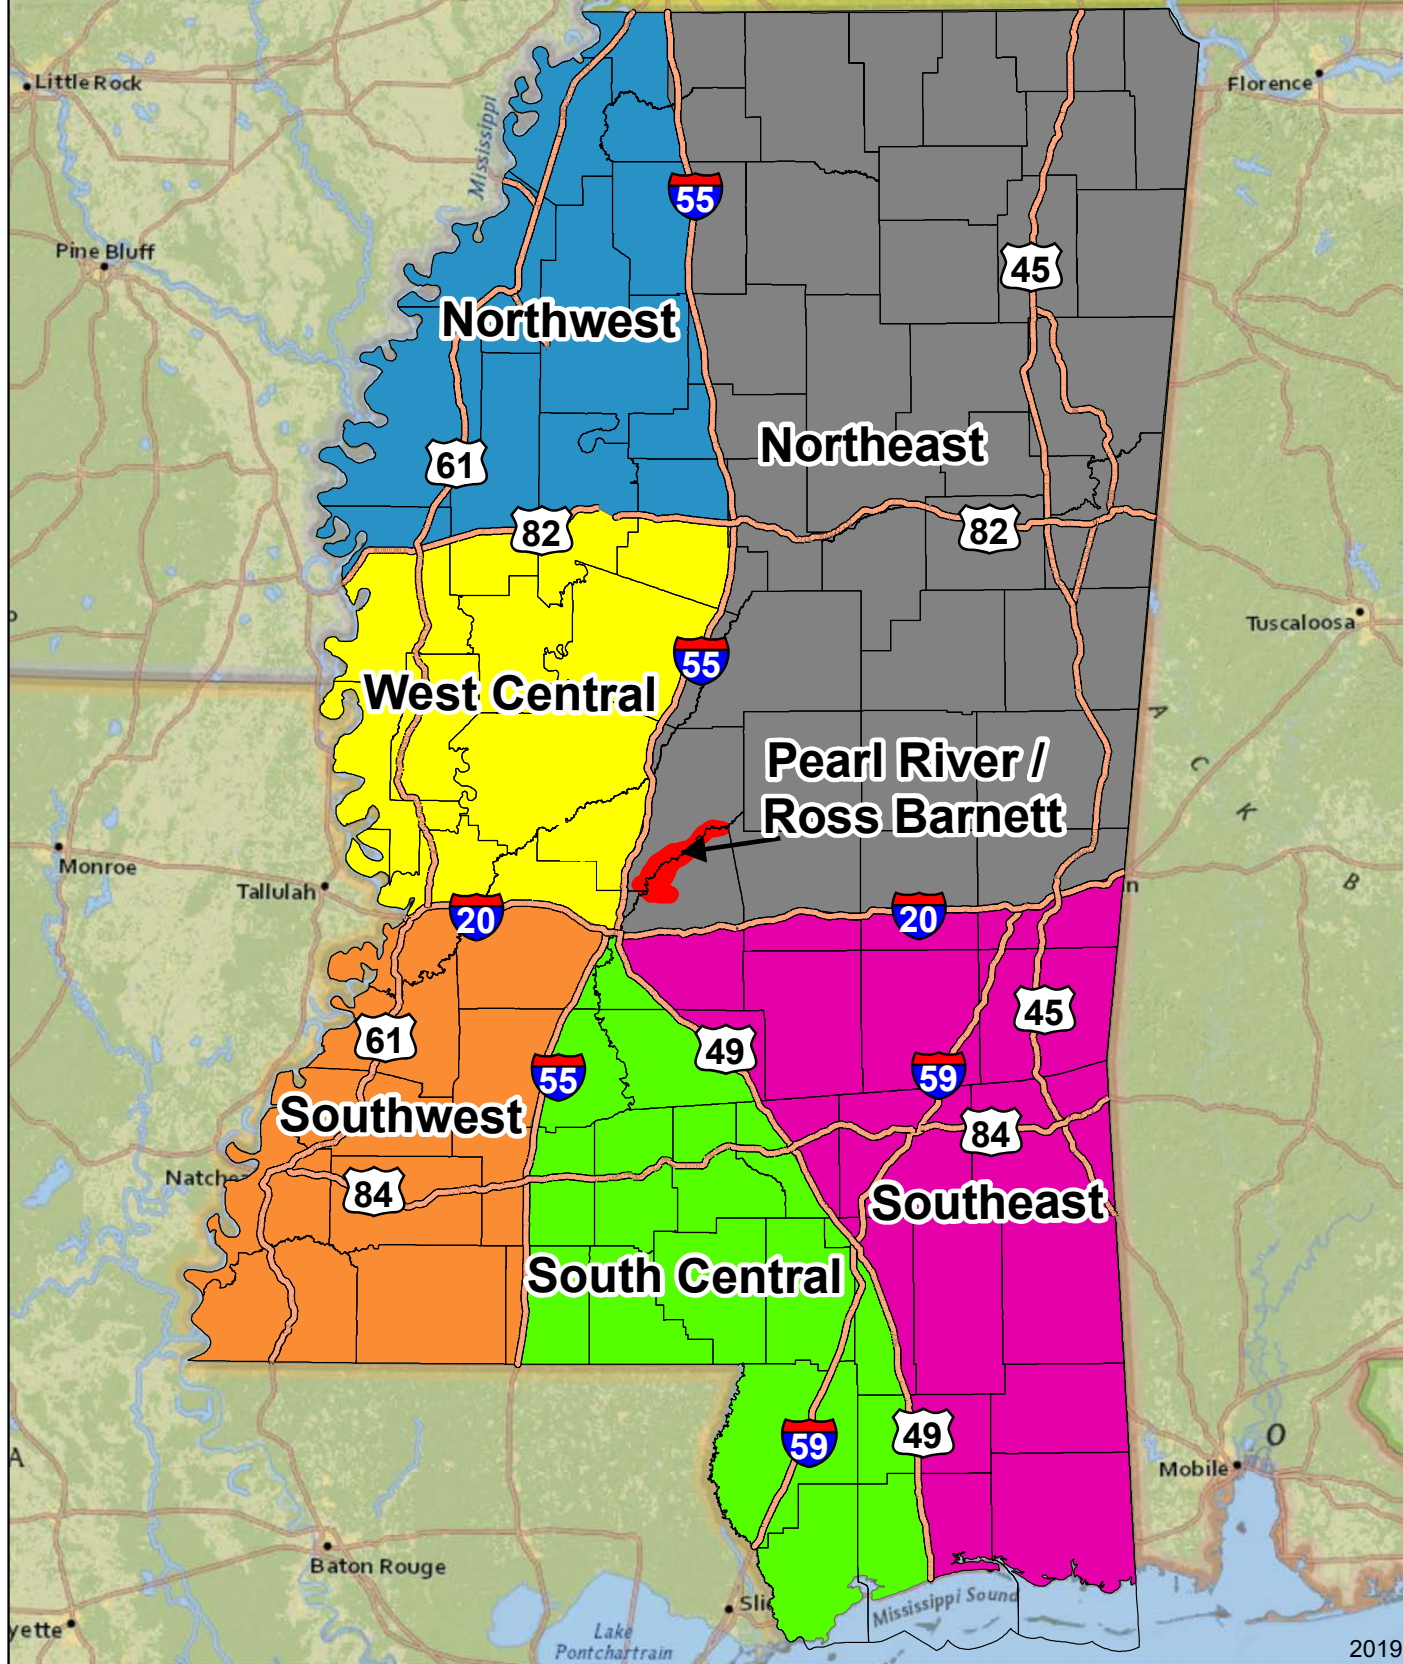 Little Rock
Florence
Mississippi
55
Pine Bluff
45
Northwest
Northeast
61
82
82
Tuscaloosa
55
West Central
A
C
K
B
Pearl River /
Ross Barnett
Monroe
Tallulah
20
20
61
45
49
55
59
Southwest
84
84
Southeast
South Central
59
49
O
A
Mobile
Baton Rouge
Mississippi Sound
Lake
Pontchartrain
2019